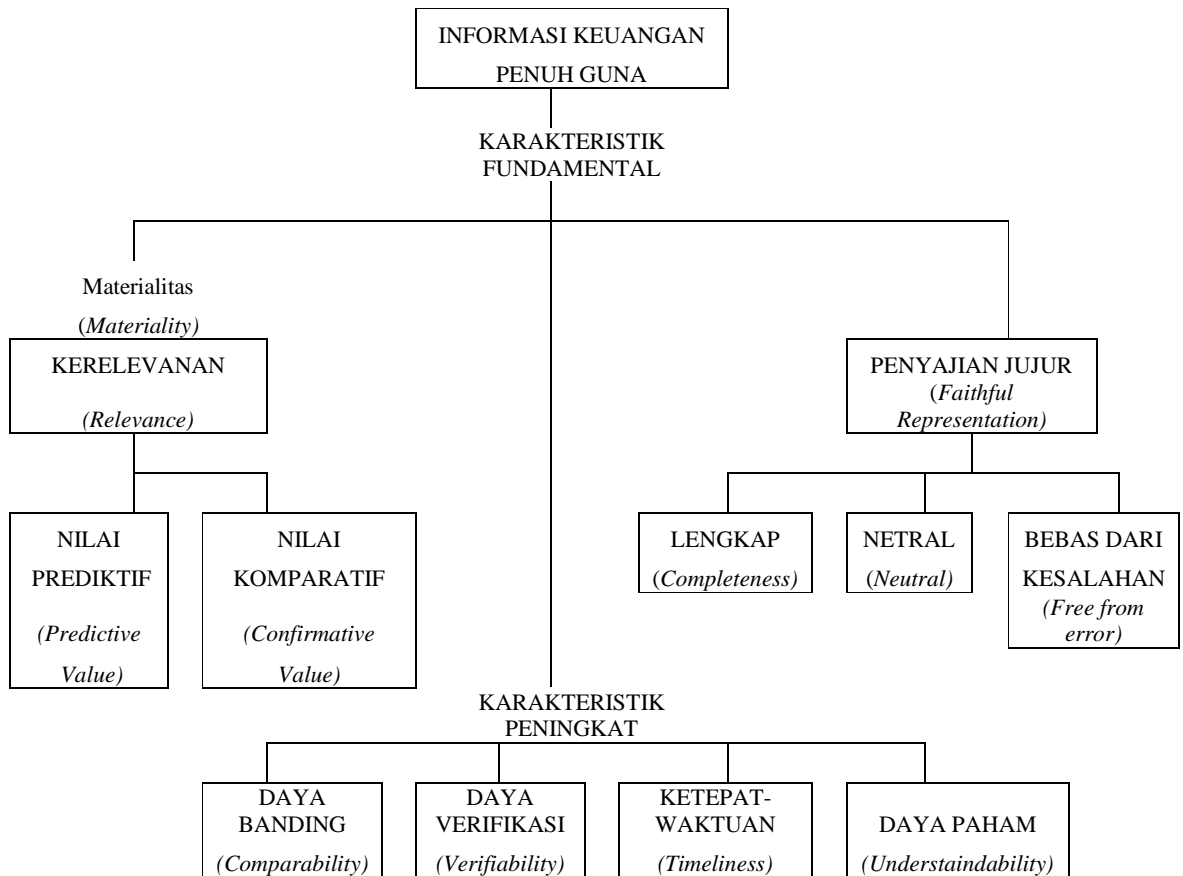 INFORMASI KEUANGAN
PENUH GUNA
KARAKTERISTIK
FUNDAMENTAL
Materialitas
(Materiality)
KERELEVANAN
(Relevance)
PENYAJIAN JUJUR
(Faithful
Representation)
NILAI
PREDIKTIF
(Predictive
Value)
NILAI
KOMPARATIF
(Confirmative
Value)
LENGKAP
(Completeness)
NETRAL
(Neutral)
BEBAS DARI
KESALAHAN
(Free from
error)
KARAKTERISTIK
PENINGKAT
DAYA
BANDING
(Comparability)
DAYA
VERIFIKASI
(Verifiability)
KETEPAT-
WAKTUAN
(Timeliness)
DAYA PAHAM
(Understaindability)